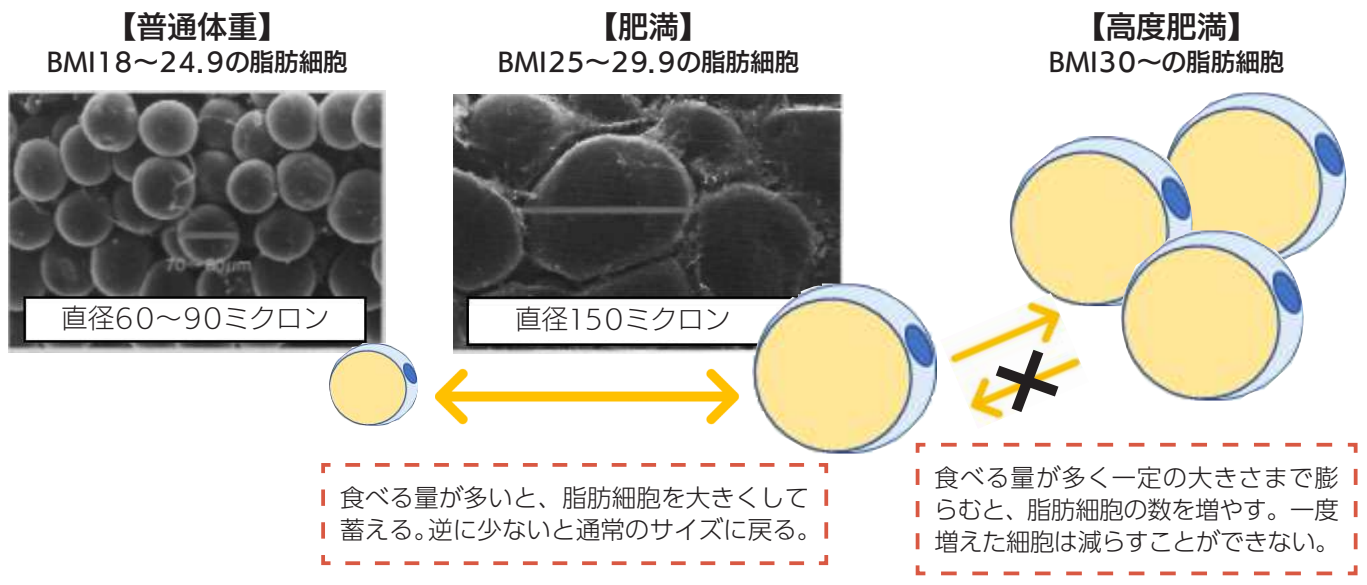 【普通体重】
BMI18～24.9の脂肪細胞
【肥満】
BMI25～29.9の脂肪細胞
【高度肥満】
BMI30～の脂肪細胞
70～80μm
直径60～90ミクロン
直径150ミクロン
食べる量が多いと、脂肪細胞を大きくして
蓄える。逆に少ないと通常のサイズに戻る。
食べる量が多く一定の大きさまで膨
らむと、脂肪細胞の数を増やす。一度
増えた細胞は減らすことができない。